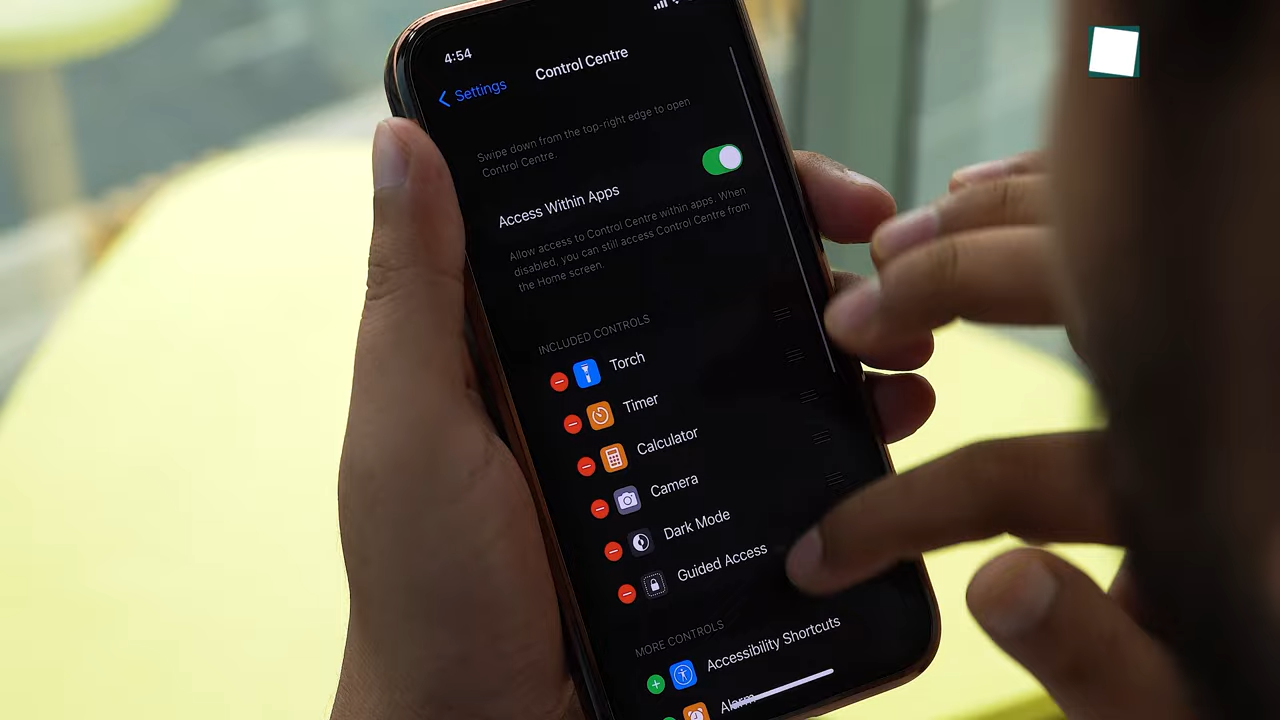 4:54
Settings
Control Centre
Swipe down from the top-right edge to open
Control Centre.
Access Within Apps
Allow access to Control Centre within apps. When
disabled, you can still access Control Centre from
the Home screen.
INCLUDED CONTROLS
Torch
Timer
Calculator
Camera
Dark Mode
Guided Access
MORE CONTROLS
Accessibility Shortcuts
Alarm